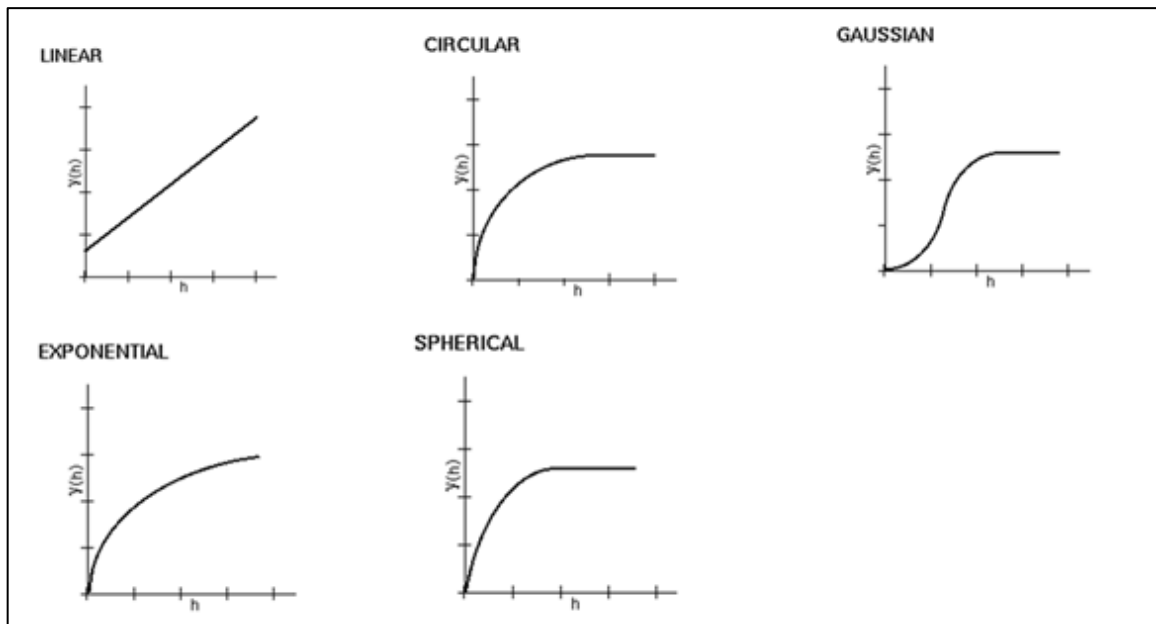 LINEAR
γ(h)
h
CIRCULAR
γ(h)
h
GAUSSIAN
γ(h)
h
EXPONENTIAL
γ(h)
h
SPHERICAL
γ(h)
h